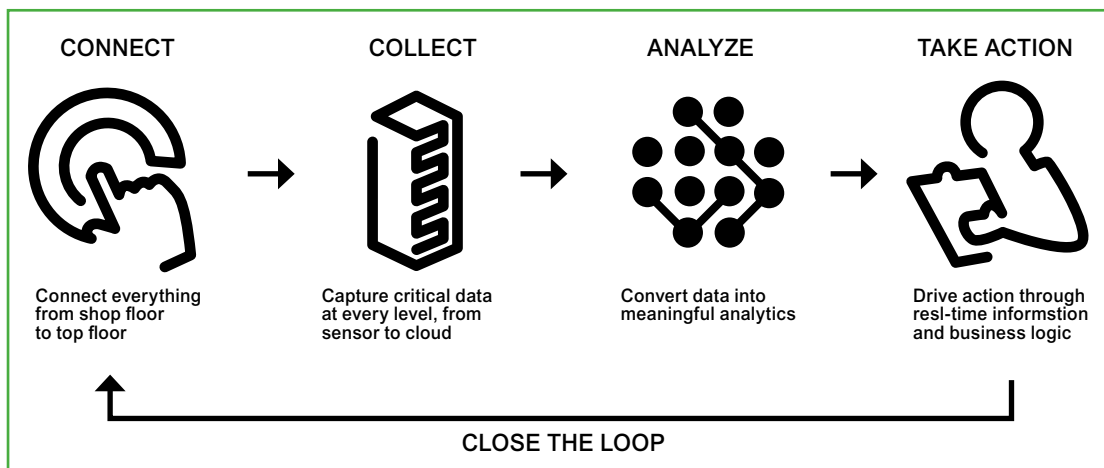 CONNECT
COLLECT
ANALYZE
TAKE ACTION
Connect everything
from shop floor
to top floor
Capture critical data
at every level, from
sensor to cloud
Convert data into
meaningful analytics
Drive action through
resl-time informstion
and business logic
CLOSE THE LOOP